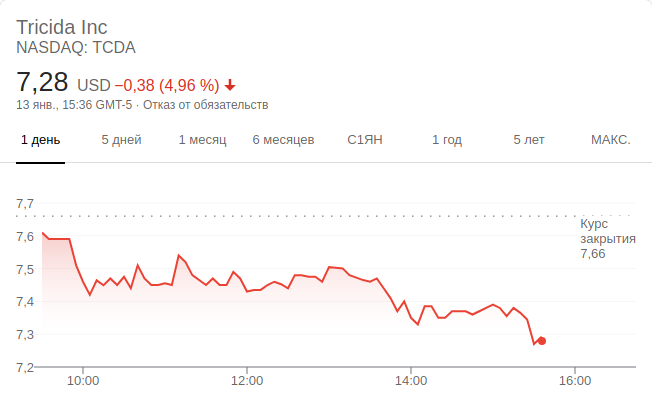 Tricida Inc
NASDAQ: TCDA
7,28 USD −0,38 (4,96 %)
13 янв., 15:36 GMT-5 · Отказ от обязательств
1 день 5 дней 1 месяц 6 месяцев С1ЯН 1 год 5 лет МАКС.
7,7
Курс
7,6
закрытия
7,66
7,5
7,4
7,3
7,2
10:00 12:00 14:00 16:00